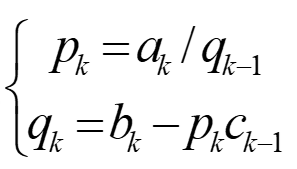 p_k = a_k / q_{k-1}
q_k = b_k - p_k c_{k-1}